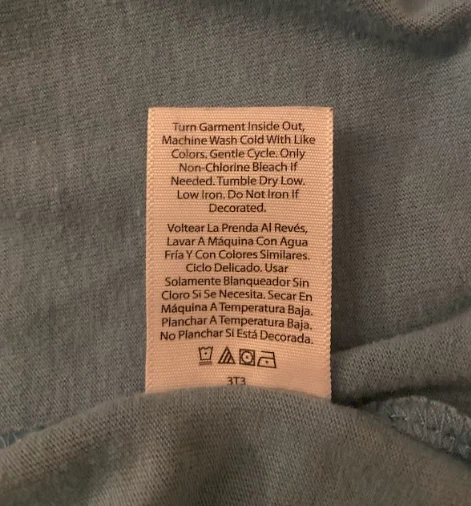 Turn Garment Inside Out,
Machine Wash Cold With Like
Colors, Gentle Cycle. Only
Non-Chlorine Bleach If
Needed. Tumble Dry Low.
Low Iron. Do Not Iron If
Decorated.
Voltear La Prenda Al Revés,
Lavar A Máquina Con Agua
Fría Y Con Colores Similares.
Ciclo Delicado. Usar
Solamente Blanqueador Sin
Cloro Si Se Necesita. Secar En
Máquina A Temperatura Baja.
Planchar A Temperatura Baja.
No Planchar Si Está Decorada.
3T3